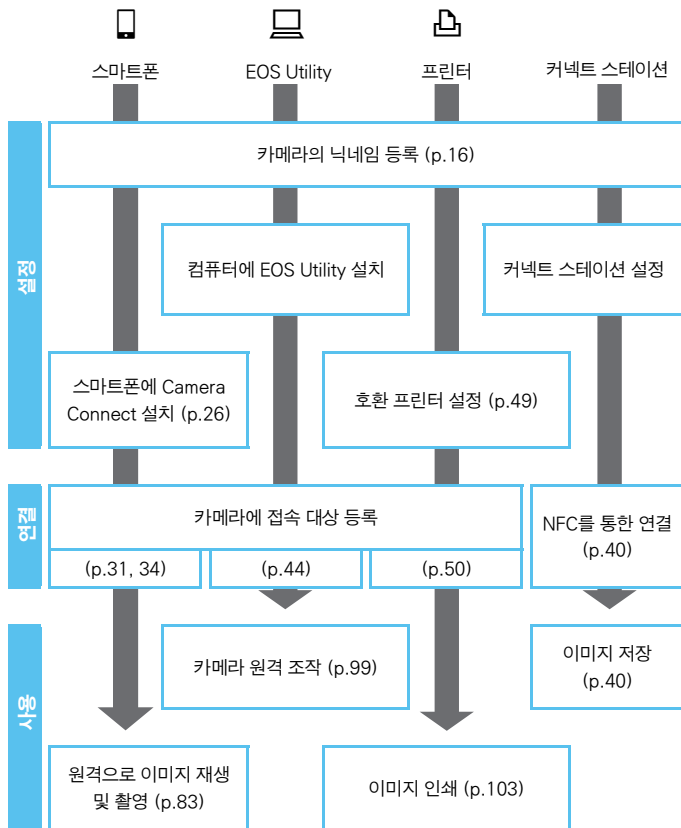 스마트폰
EOS Utility
프린터
커넥트 스테이션
설정
카메라의 닉네임 등록 (p.16)
컴퓨터에 EOS Utility 설치
커넥트 스테이션 설정
스마트폰에 Camera
Connect 설치 (p.26)
호환 프린터 설정 (p.49)
연결
카메라에 접속 대상 등록
(p.31, 34)
(p.44)
(p.50)
NFC를 통한 연결
(p.40)
사용
카메라 원격 조작 (p.99)
이미지 저장
(p.40)
원격으로 이미지 재생
및 촬영 (p.83)
이미지 인쇄 (p.103)